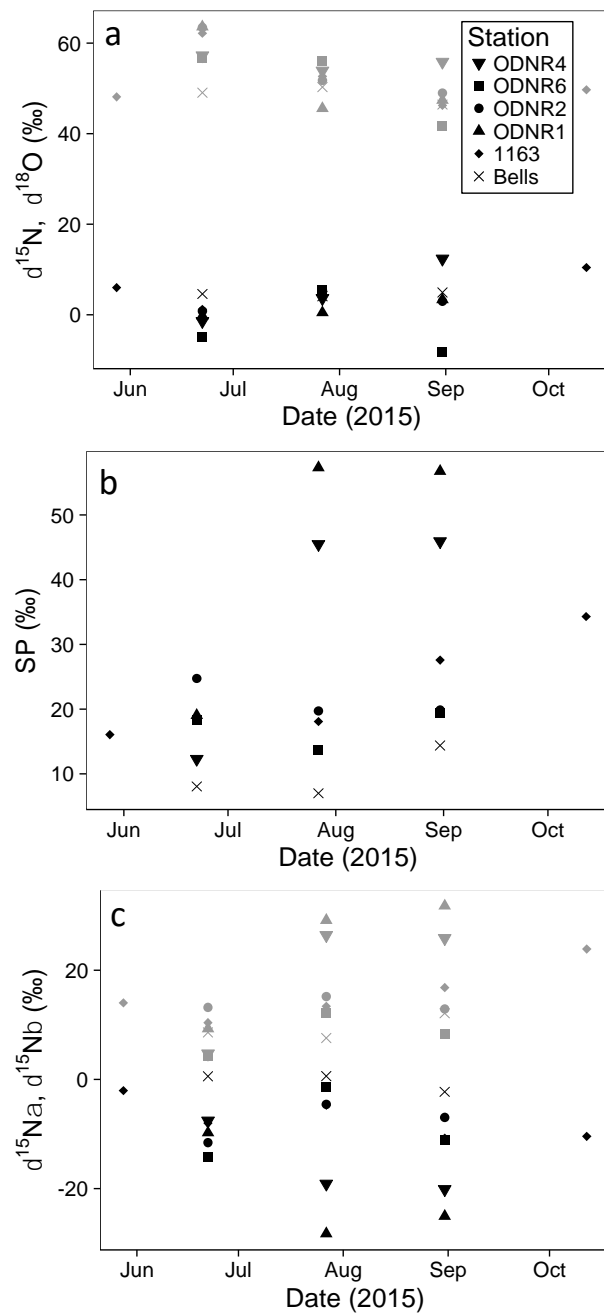 a
Station
ODNR4
ODNR6
ODNR2
ODNR1
1163
Bells
60
40
20
0
d15N, d18O (‰)
Jun Jul Aug Sep Oct
Date (2015)
b
50
40
30
20
10
SP (‰)
Jun Jul Aug Sep Oct
Date (2015)
c
20
0
-20
d15Na, d15Nb (‰)
Jun Jul Aug Sep Oct
Date (2015)